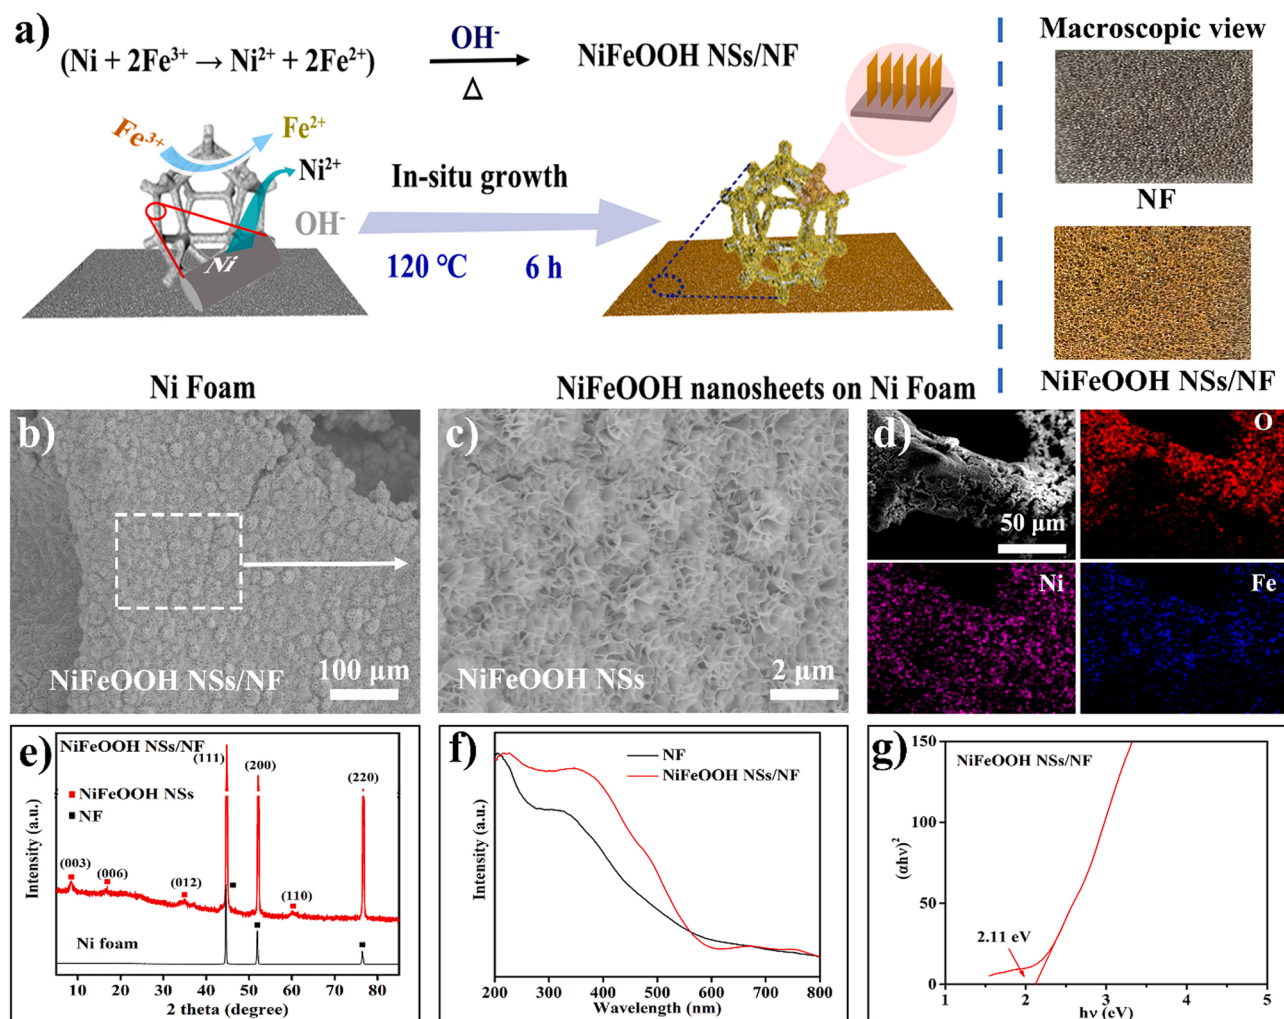 a)
(Ni + 2Fe³⁺ → Ni²⁺ + 2Fe²⁺)
OH⁻
Δ
NiFeOOH NSs/NF
Fe³⁺
Fe²⁺
Ni²⁺
OH⁻
Ni
In-situ growth
120 °C 6 h
Ni Foam
NiFeOOH nanosheets on Ni Foam
Macroscopic view
NF
NiFeOOH NSs/NF
b)
NiFeOOH NSs/NF
100 µm
c)
NiFeOOH NSs
2 µm
d)
50 µm
O
Ni
Fe
e)
NiFeOOH NSs/NF
NiFeOOH NSs
NF
(111)
(200)
(220)
(003)
(006)
(012)
(110)
Ni foam
Intensity (a.u.)
10 20 30 40 50 60 70 80
2 theta (degree)
f)
NF
NiFeOOH NSs/NF
Intensity (a.u.)
200 300 400 500 600 700 800
Wavelength (nm)
g)
NiFeOOH NSs/NF
150
100
50
0
(αhν)²
2.11 eV
1 2 3 4 5
hν (eV)